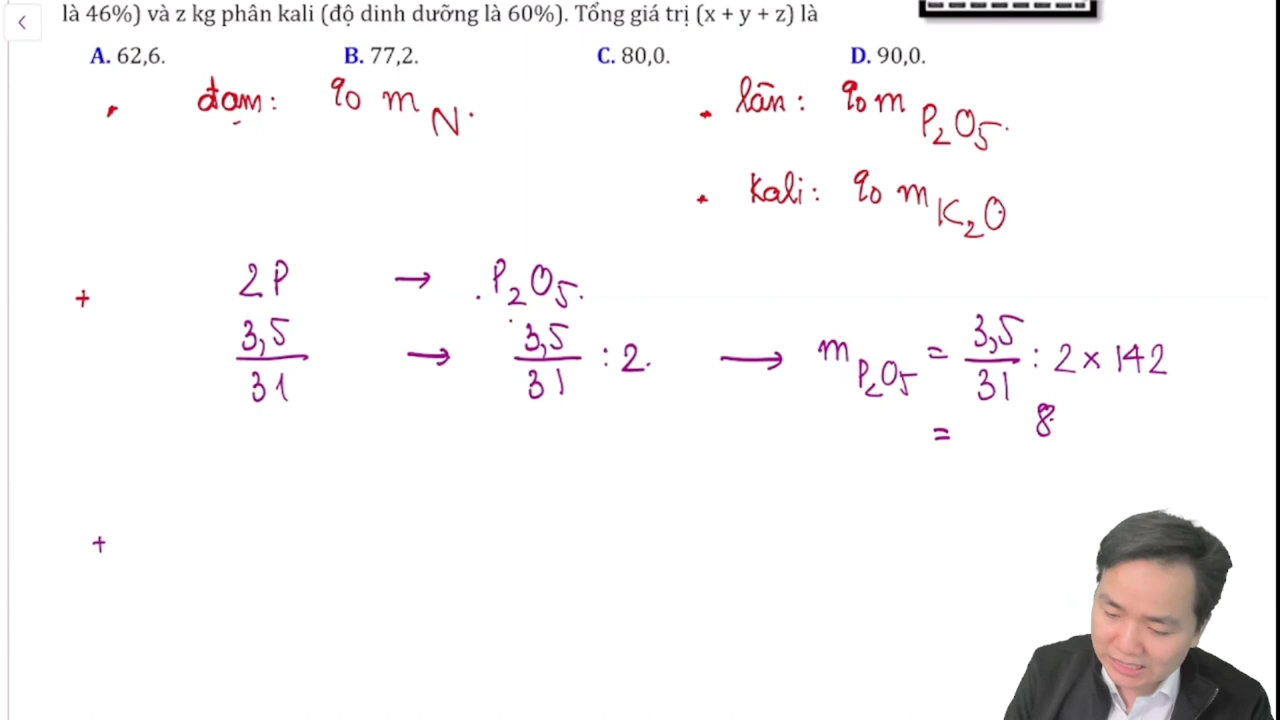 là 46%) và z kg phân kali (độ dinh dưỡng là 60%). Tổng giá trị (x + y + z) là
A. 62,6. B. 77,2. C. 80,0. D. 90,0.
• đạm: % m N. • lân: % m P₂O₅.
• kali: % m K₂O
+ 2P → P₂O₅.
3,5/31 → 3,5/31 : 2. → m P₂O₅ = 3,5/31 : 2 × 142
= 8
+